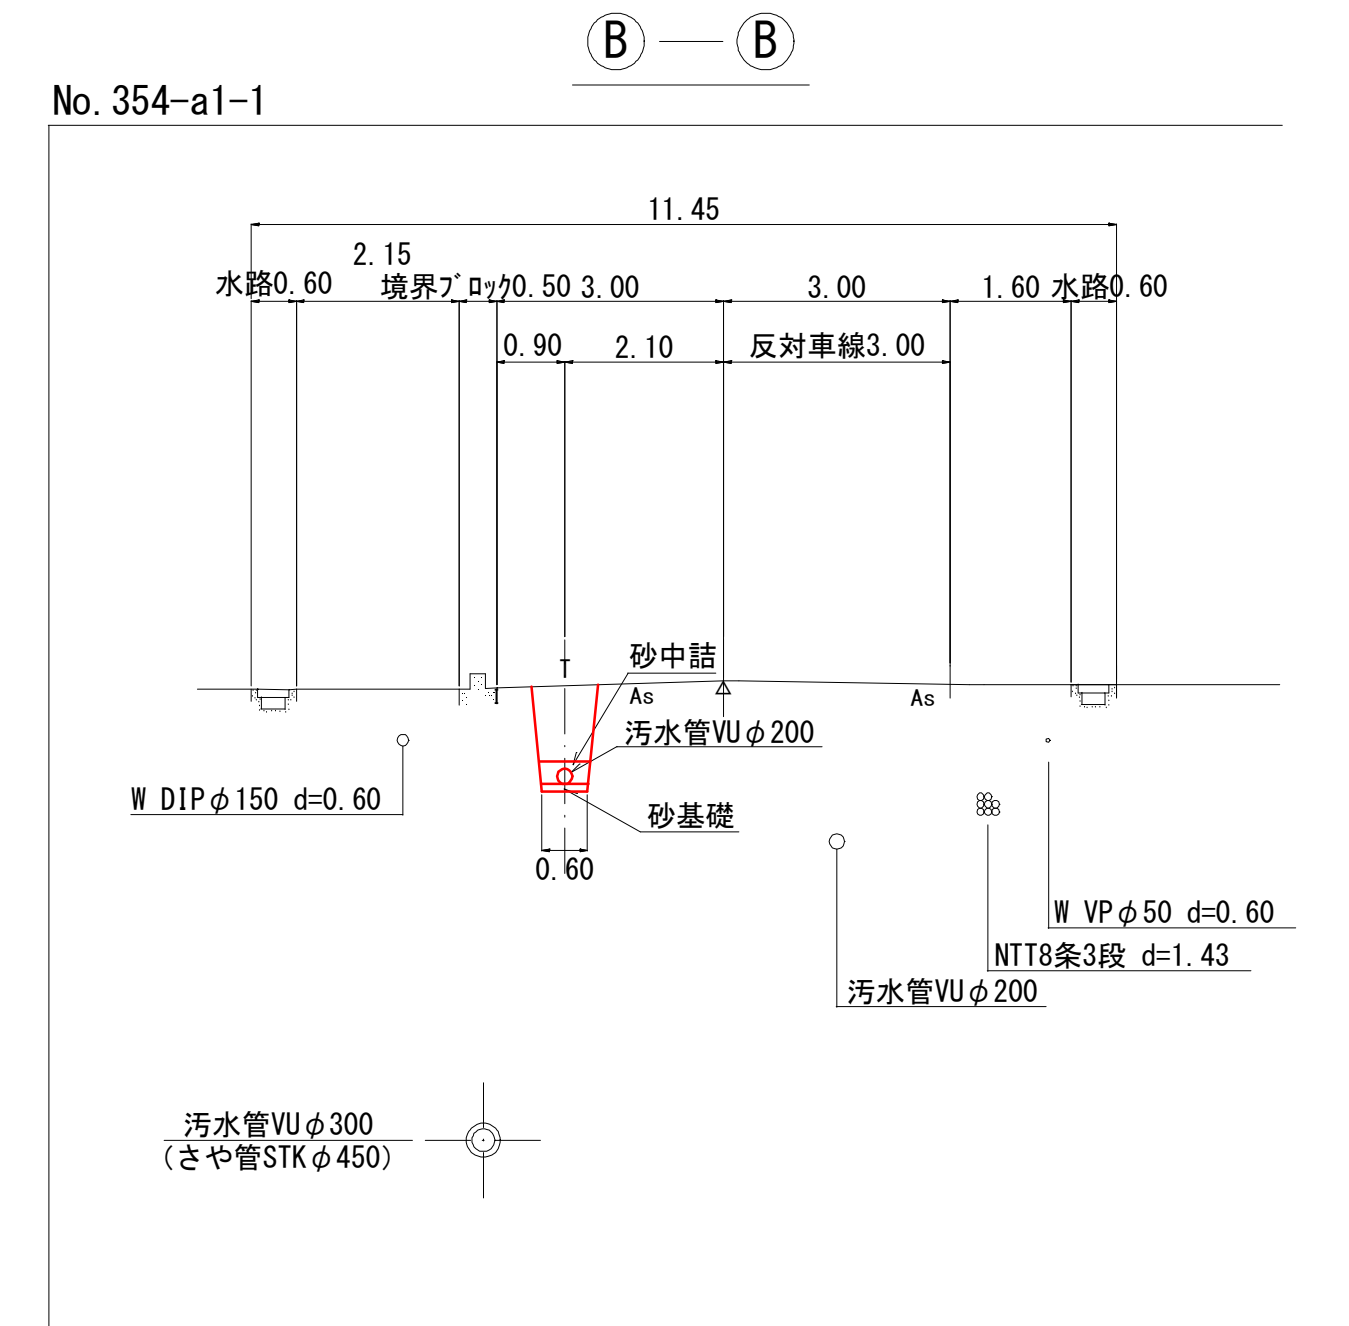 B — B
No.354-a1-1
11.45
2.15
水路0.60
境界ブロック0.50
3.00
3.00
1.60
水路0.60
0.90
2.10
反対車線3.00
T
砂中詰
As
As
汚水管VUφ200
W DIPφ150 d=0.60
砂基礎
0.60
W VPφ50 d=0.60
NTT8条3段 d=1.43
汚水管VUφ200
汚水管VUφ300
(さや管STKφ450)